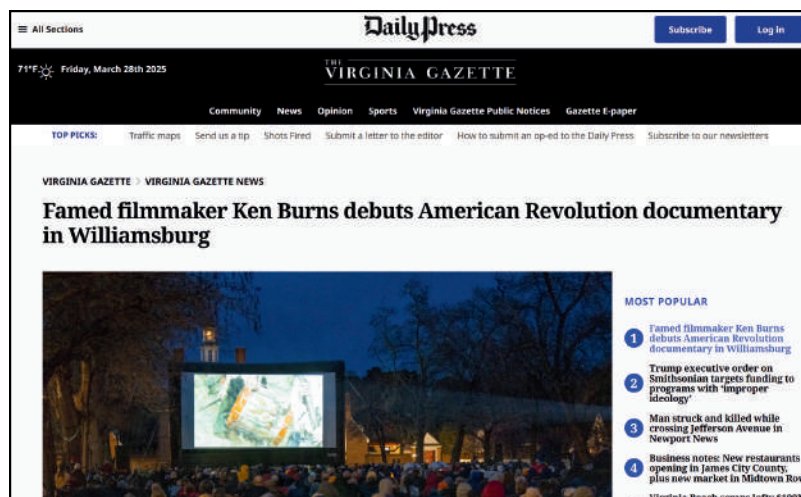 All Sections
Daily Press
Subscribe
Log in
71°F
Friday, March 28th 2025
THE
VIRGINIA GAZETTE
Community News Opinion Sports Virginia Gazette Public Notices Gazette E-paper
TOP PICKS: Traffic maps Send us a tip Shots Fired Submit a letter to the editor How to submit an op-ed to the Daily Press Subscribe to our newsletters
VIRGINIA GAZETTE > VIRGINIA GAZETTE NEWS
Famed filmmaker Ken Burns debuts American Revolution documentary
in Williamsburg
MOST POPULAR
1
Famed filmmaker Ken Burns
debuts American Revolution
documentary in Williamsburg
2
Trump executive order on
Smithsonian targets funding to
programs with ‘improper
ideology’
3
Man struck and killed while
crossing Jefferson Avenue in
Newport News
4
Business notes: New restaurants
opening in James City County,
plus new market in Midtown Row
Virginia Beach